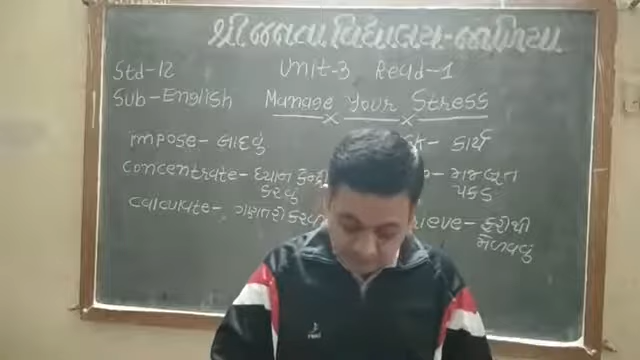 શ્રી જનતા વિદ્યાલય-જાળિયા
Std-12 Unit-3 Read-1
Sub-English Manage Your Stress
impose- લાદવું - કાર્ય
concentrate- ધ્યાન કેન્દ્રી - મજબૂત
કરવું પકડ
calculate- ગણતરી કરવી ieve- ફરીથી
મેળવવું